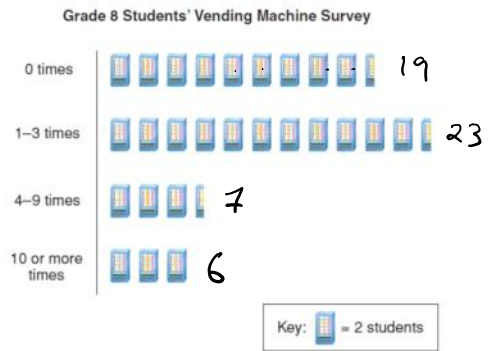 Grade 8 Students' Vending Machine Survey
0 times 19
1–3 times 23
4–9 times 7
10 or more
times 6
Key: = 2 students